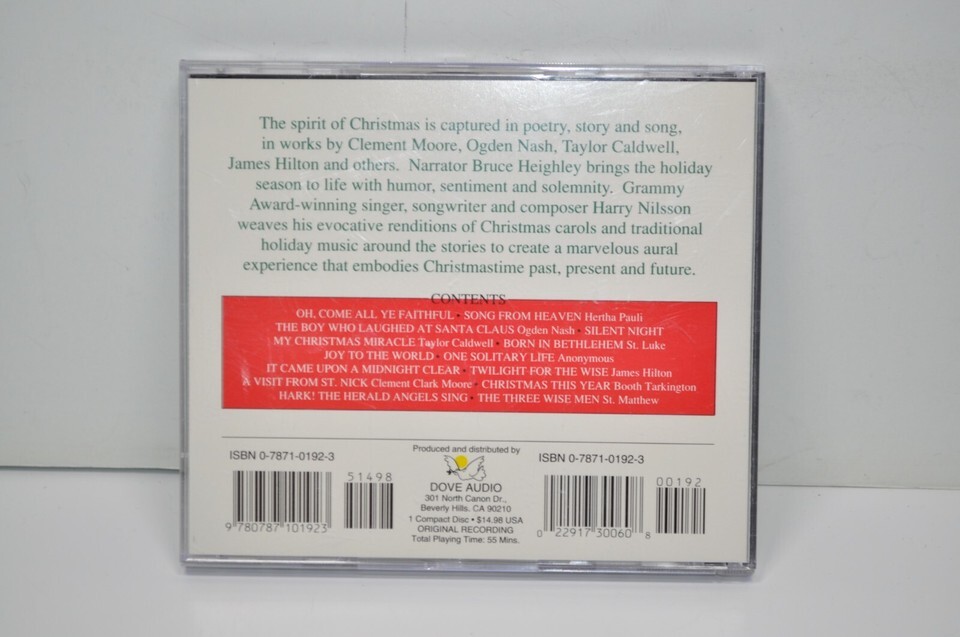 The spirit of Christmas is captured in poetry, story and song,
in works by Clement Moore, Ogden Nash, Taylor Caldwell,
James Hilton and others. Narrator Bruce Heighley brings the holiday
season to life with humor, sentiment and solemnity. Grammy
Award-winning singer, songwriter and composer Harry Nilsson
weaves his evocative renditions of Christmas carols and traditional
holiday music around the stories to create a marvelous aural
experience that embodies Christmastime past, present and future.
CONTENTS
OH, COME ALL YE FAITHFUL • SONG FROM HEAVEN Hertha Pauli
THE BOY WHO LAUGHED AT SANTA CLAUS Ogden Nash • SILENT NIGHT
MY CHRISTMAS MIRACLE Taylor Caldwell • BORN IN BETHLEHEM St. Luke
JOY TO THE WORLD • ONE SOLITARY LIFE Anonymous
IT CAME UPON A MIDNIGHT CLEAR • TWILIGHT FOR THE WISE James Hilton
A VISIT FROM ST. NICK Clement Clark Moore • CHRISTMAS THIS YEAR Booth Tarkington
HARK! THE HERALD ANGELS SING • THE THREE WISE MEN St. Matthew
ISBN 0-7871-0192-3
51498
9 780787 101923
Produced and distributed by
DOVE AUDIO
301 North Canon Dr.,
Beverly Hills, CA 90210
1 Compact Disc • $14.98 USA
ORIGINAL RECORDING
Total Playing Time: 55 Mins.
ISBN 0-7871-0192-3
00192
0 22917 30060 8